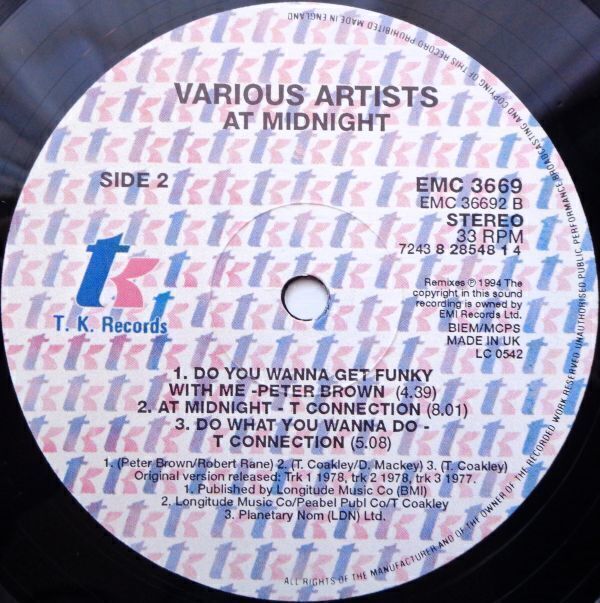 ALL RIGHTS OF THE MANUFACTURER AND OF THE OWNER OF THE RECORDED WORK RESERVED UNAUTHORISED PUBLIC PERFORMANCE BROADCASTING AND COPYING OF THIS RECORD PROHIBITED MADE IN ENGLAND
VARIOUS ARTISTS
AT MIDNIGHT
SIDE 2
EMC 3669
EMC 36692 B
STEREO
33 RPM
7243 8 28548 1 4
tk
T. K. Records
Remixes ℗ 1994 The
copyright in this sound
recording is owned by
EMI Records Ltd.
BIEM/MCPS
MADE IN UK
LC 0542
1. DO YOU WANNA GET FUNKY
WITH ME -PETER BROWN (4.39)
2. AT MIDNIGHT - T CONNECTION (8.01)
3. DO WHAT YOU WANNA DO -
T CONNECTION (5.08)
1. (Peter Brown/Robert Rane) 2. (T. Coakley/D. Mackey) 3. (T. Coakley)
Original version released: Trk 1 1978, trk 2 1978, trk 3 1977.
1. Published by Longitude Music Co (BMI)
2. Longitude Music Co/Peabel Publ Co/T Coakley
3. Planetary Nom (LDN) Ltd.